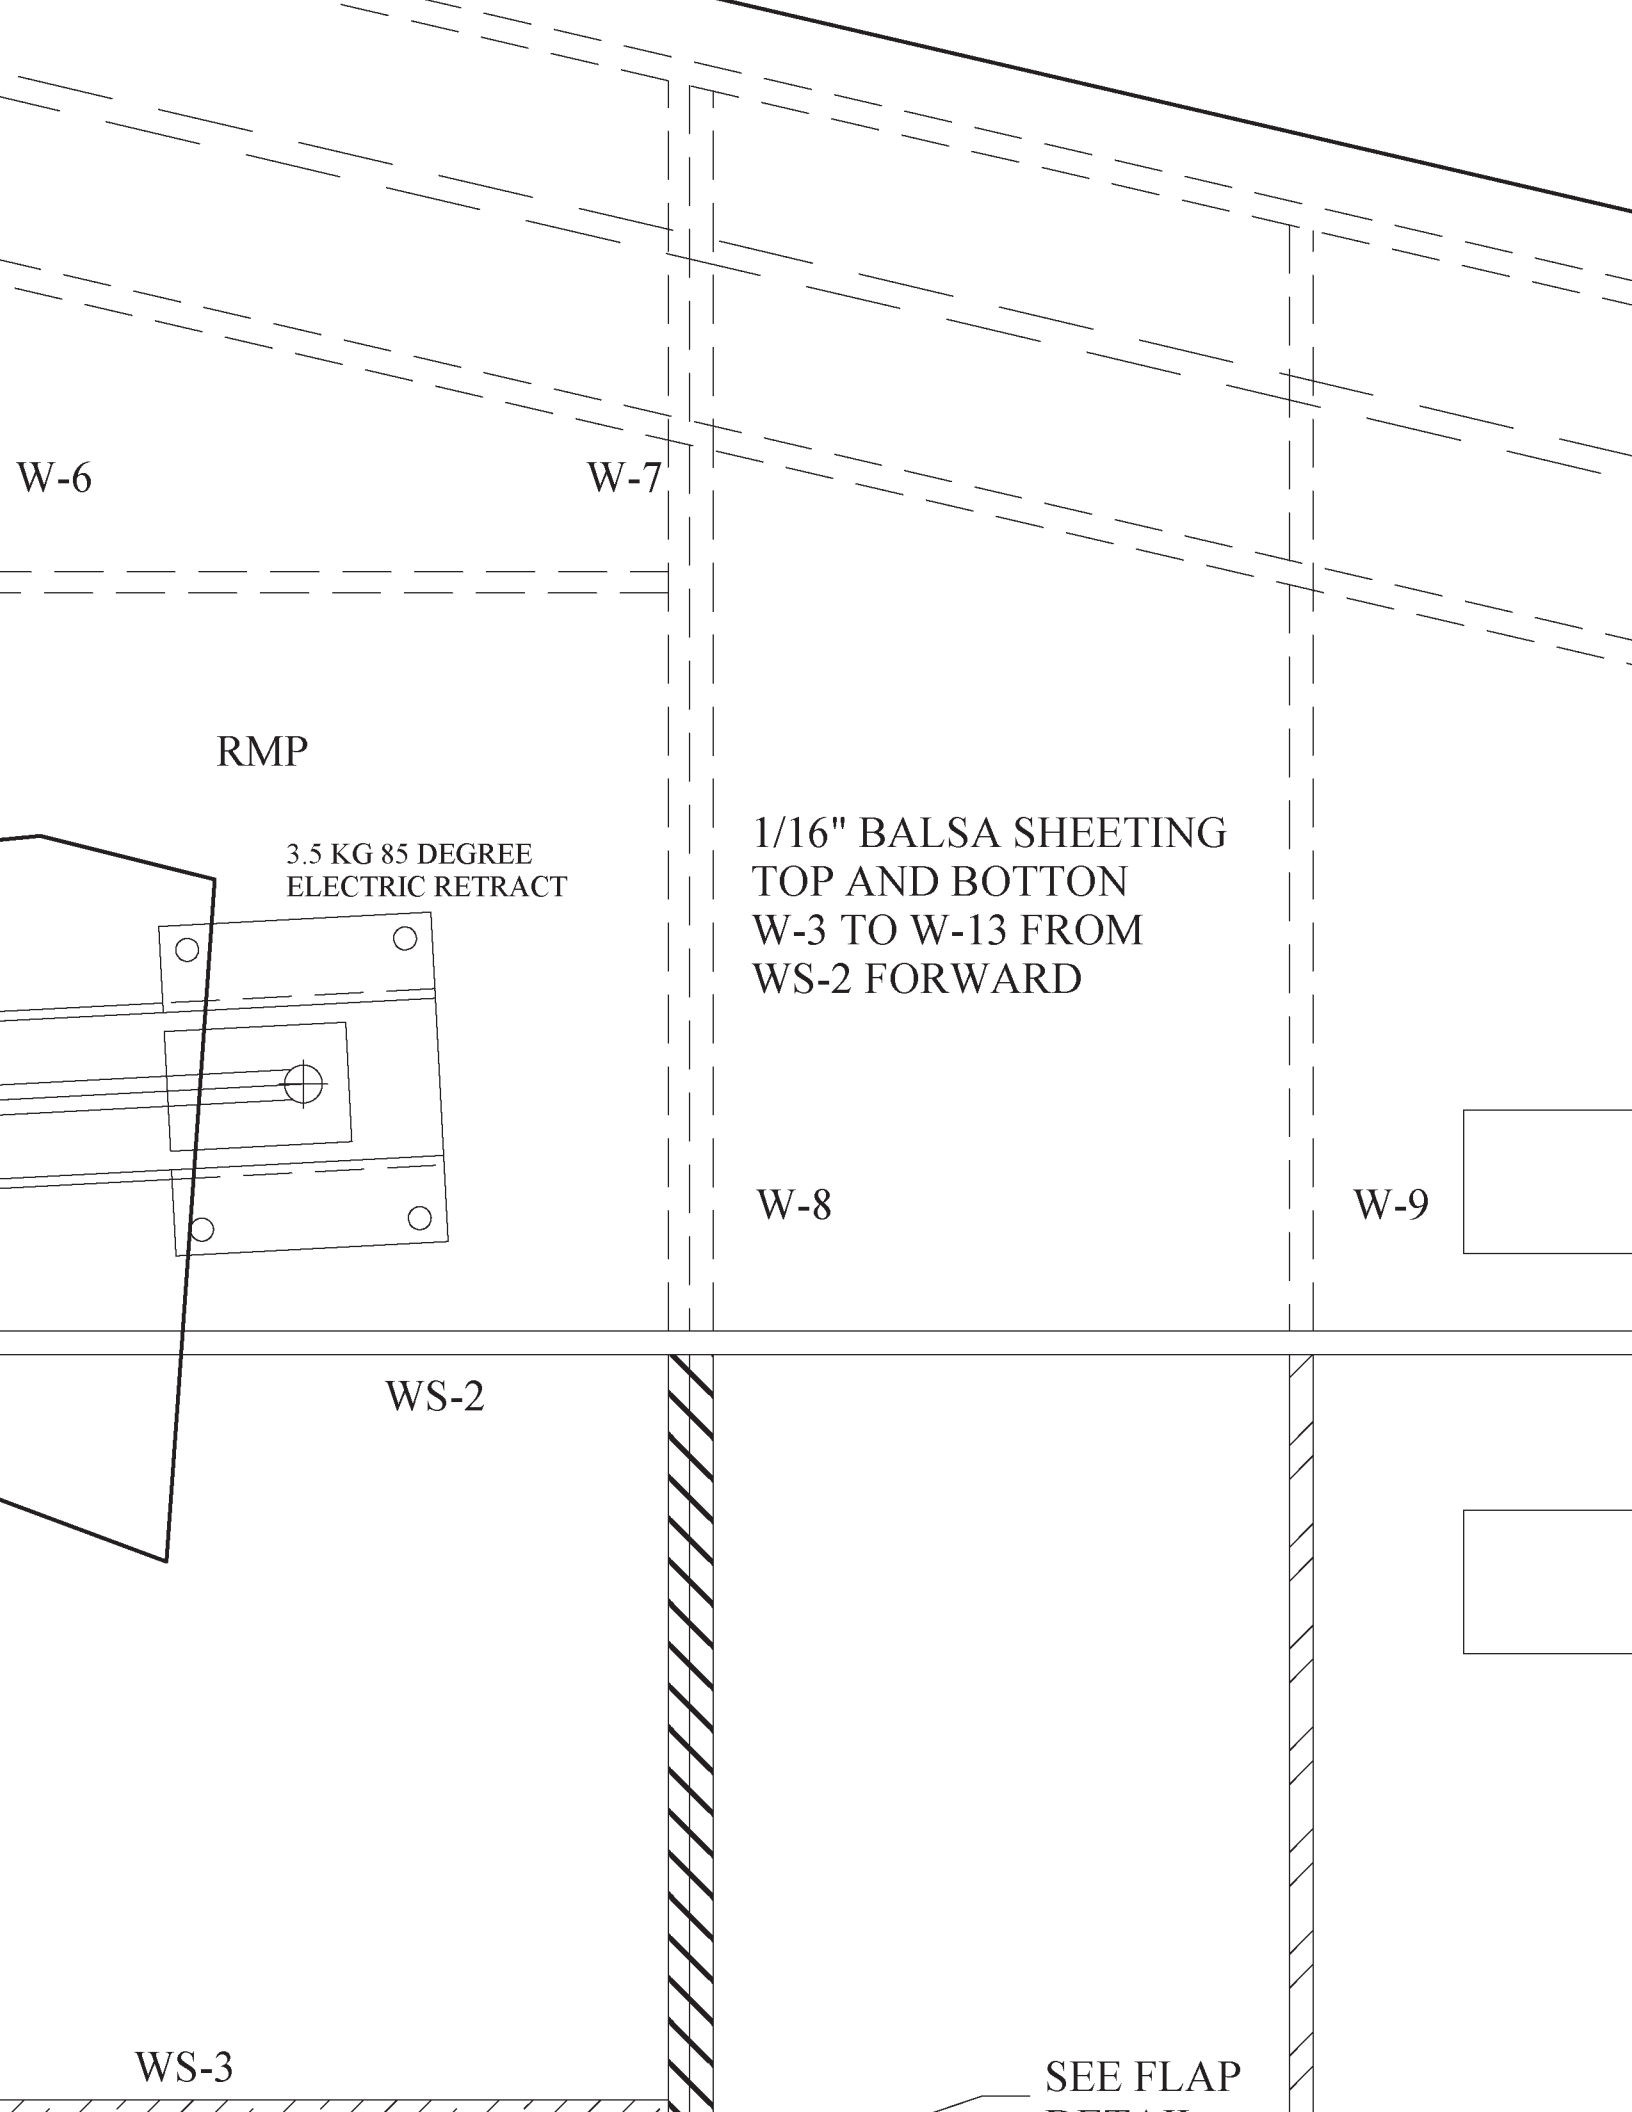 W-6
W-7
RMP
3.5 KG 85 DEGREE
ELECTRIC RETRACT
1/16" BALSA SHEETING
TOP AND BOTTON
W-3 TO W-13 FROM
WS-2 FORWARD
W-8
W-9
WS-2
WS-3
SEE FLAP